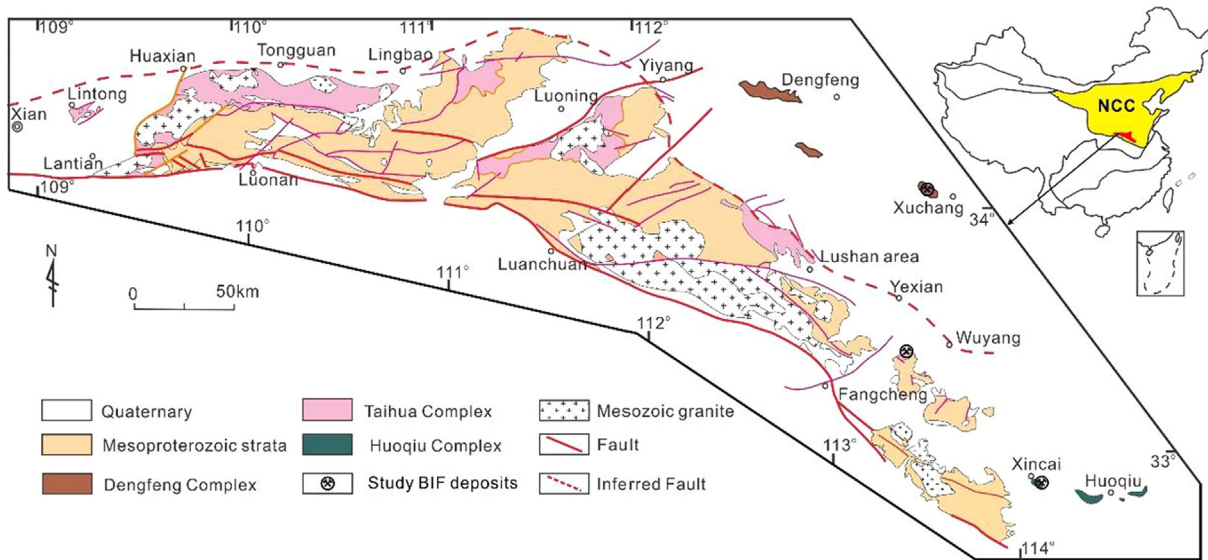 109°
110°
111°
112°
Huaxian
Tongguan
Lingbao
Yiyang
Dengfeng
NCC
Lintong
Xian
Luoning
Lantian
Luonan
109°
Xuchang
34°
110°
Luanchuan
Lushan area
N
111°
Yexian
0 50km
112°
Wuyang
Fangcheng
Quaternary
Taihua Complex
Mesozoic granite
Mesoproterozoic strata
Huoqiu Complex
Fault
113°
33°
Dengfeng Complex
Study BIF deposits
Inferred Fault
Xincai
Huoqiu
114°